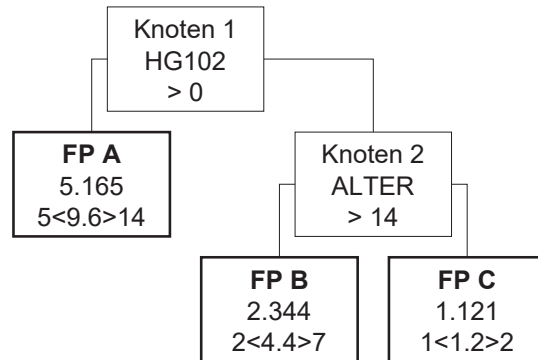 Knoten 1
HG102
> 0
FP A
5.165
5<9.6>14
Knoten 2
ALTER
> 14
FP B
2.344
2<4.4>7
FP C
1.121
1<1.2>2